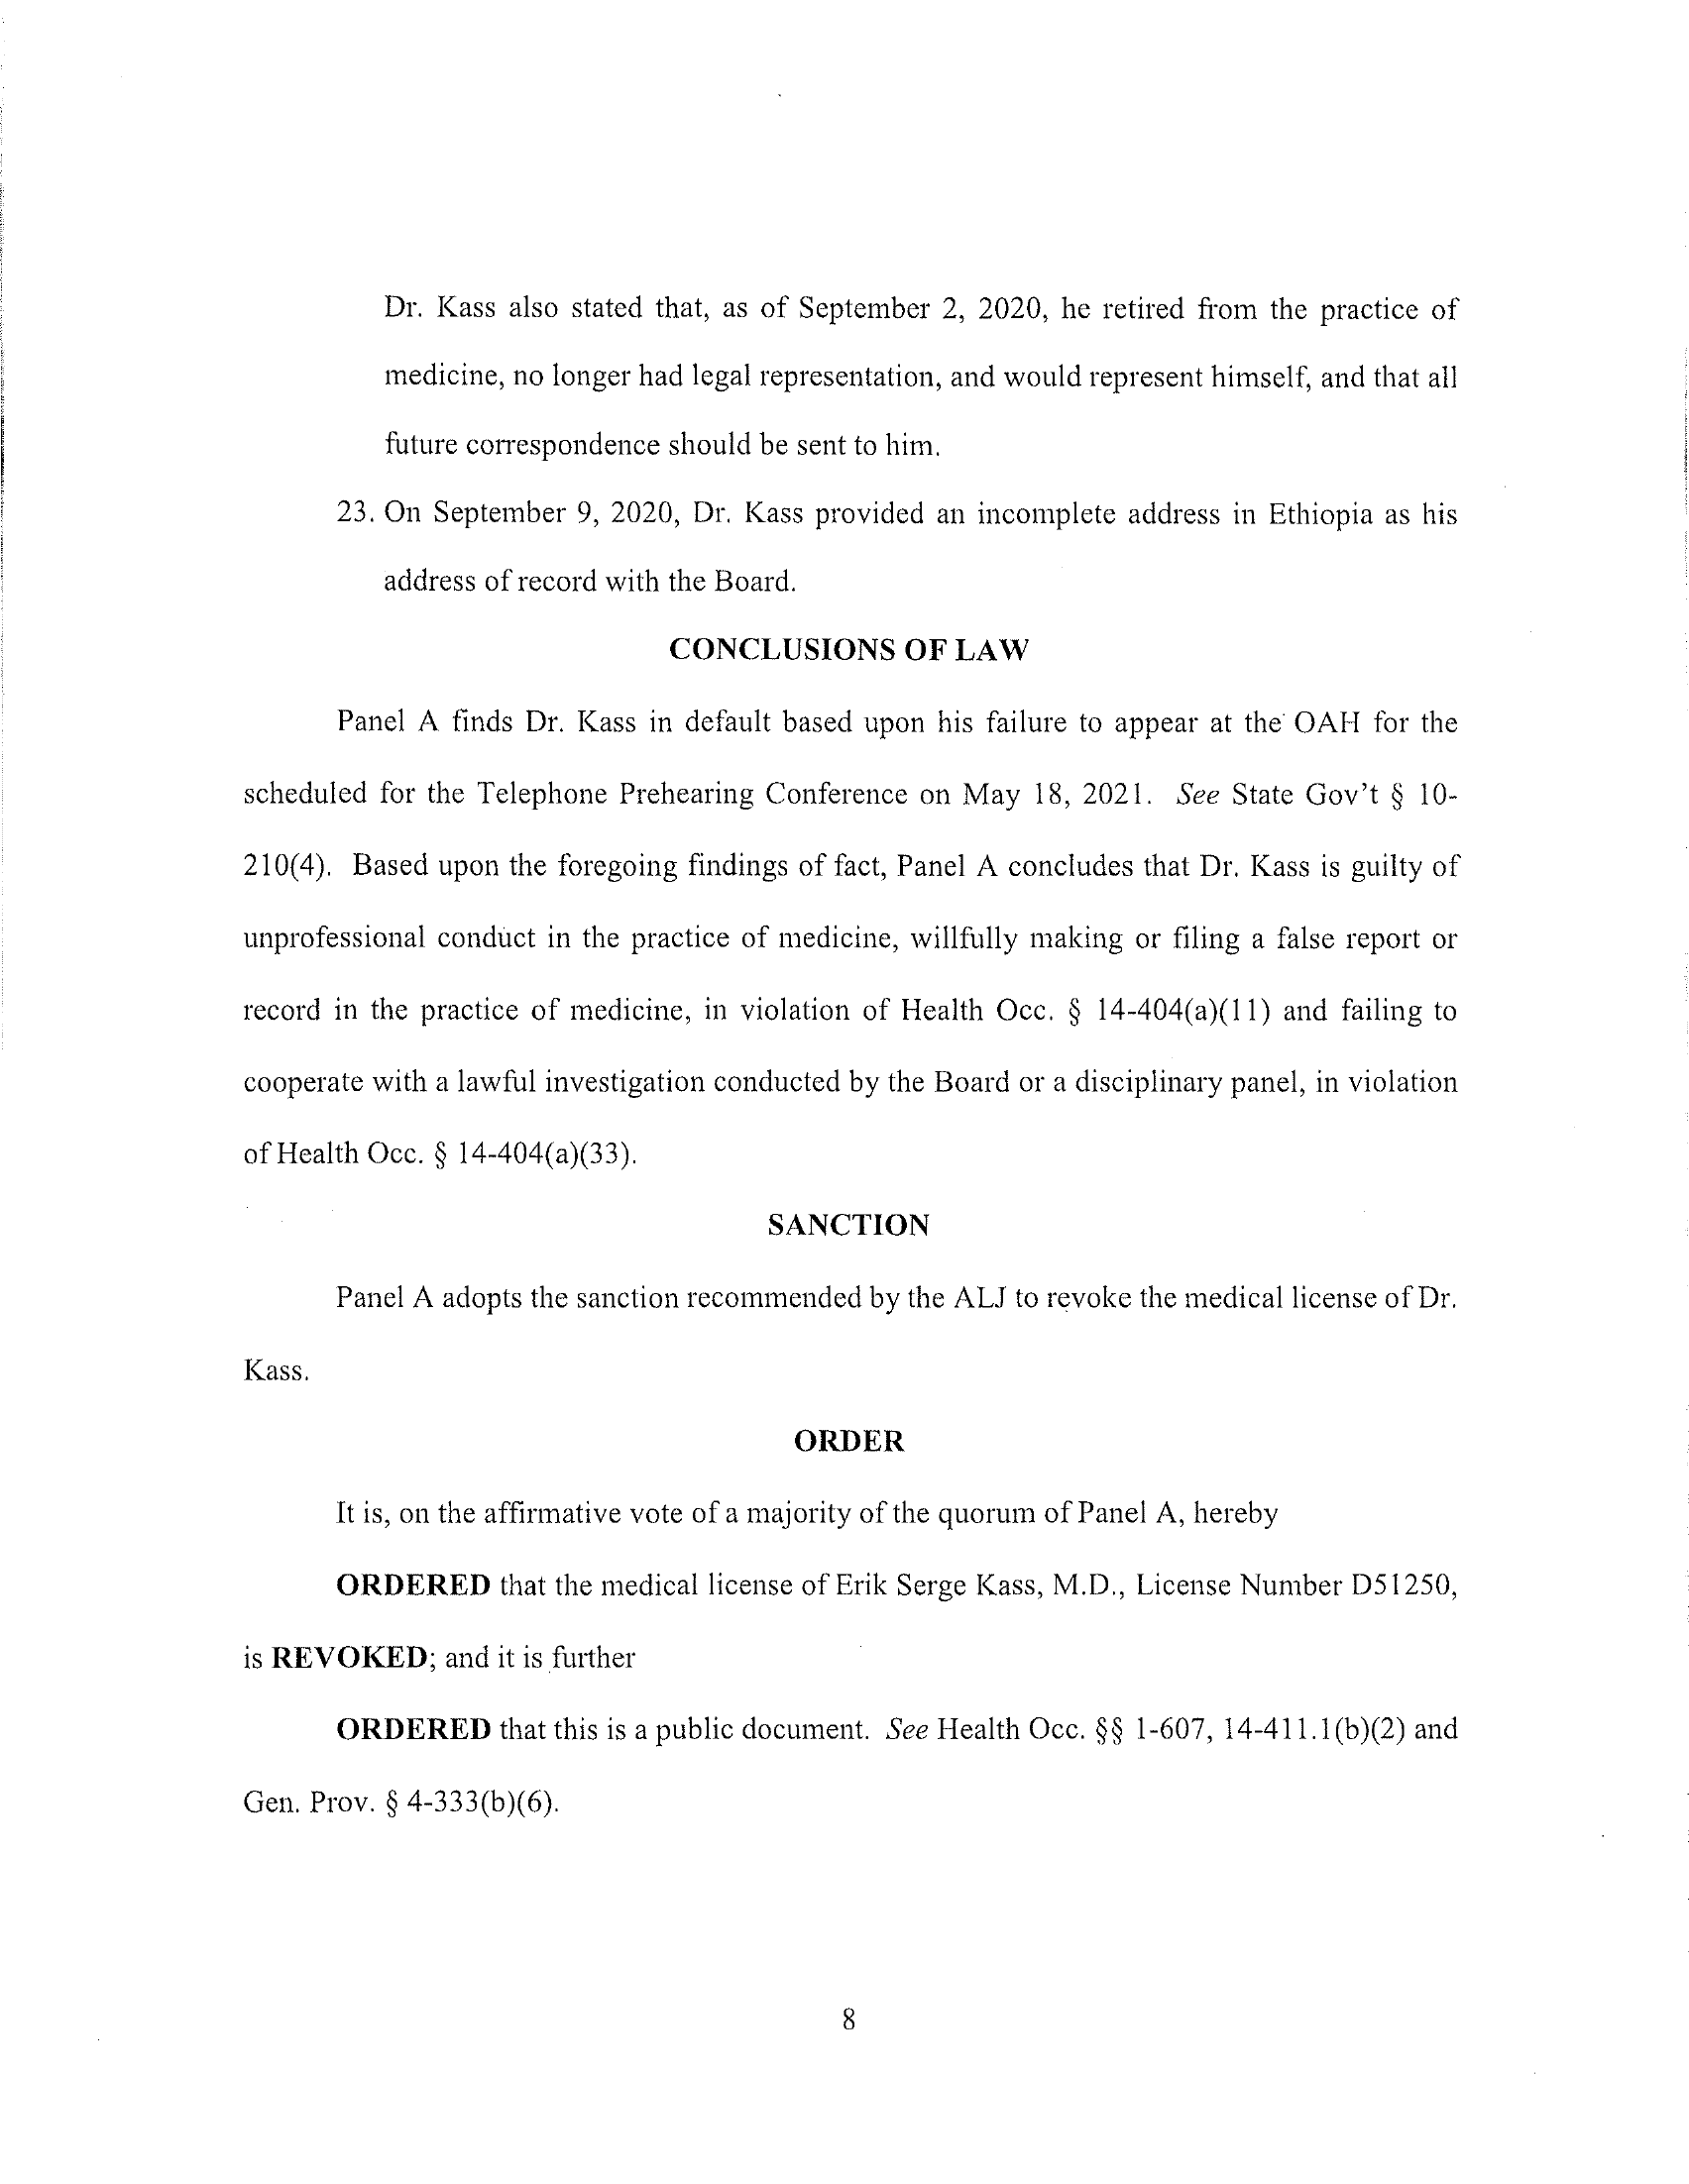 Dr. Kass also stated that, as of September 2, 2020, he retired from the practice of
medicine, no longer had legal representation, and would represent himself, and that all
future correspondence should be sent to him.
23. On September 9, 2020, Dr. Kass provided an incomplete address in Ethiopia as his
address of record with the Board.
CONCLUSIONS OF LAW
Panel A finds Dr. Kass in default based upon his failure to appear at the OAH for the
scheduled for the Telephone Prehearing Conference on May 18, 2021. See State Gov't § 10-
210(4). Based upon the foregoing findings of fact, Panel A concludes that Dr. Kass is guilty of
unprofessional conduct in the practice of medicine, willfully making or filing a false report or
record in the practice of medicine, in violation of Health Occ. § 14-404(a)(11) and failing to
cooperate with a lawful investigation conducted by the Board or a disciplinary panel, in violation
of Health Occ. § 14-404(a)(33).
SANCTION
Panel A adopts the sanction recommended by the ALJ to revoke the medical license of Dr.
Kass.
ORDER
It is, on the affirmative vote of a majority of the quorum of Panel A, hereby
ORDERED that the medical license of Erik Serge Kass, M.D., License Number D51250,
is REVOKED; and it is further
ORDERED that this is a public document. See Health Occ. §§ 1-607, 14-411.1(b)(2) and
Gen. Prov. § 4-333(b)(6).
8